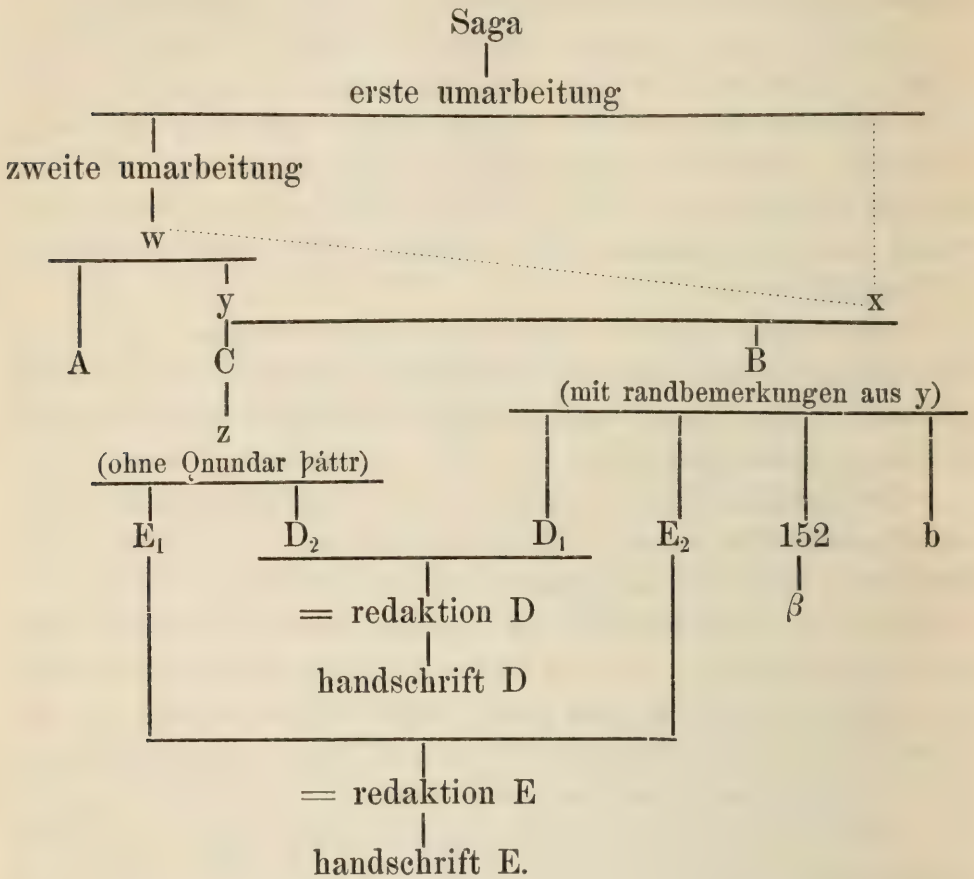 Saga
erste umarbeitung
zweite umarbeitung
w
y x
A C B
(mit randbemerkungen aus y)
z
(ohne Ǫnundar þáttr)
E₁ D₂ D₁ E₂ 152 b
= redaktion D β
handschrift D
= redaktion E
handschrift E.